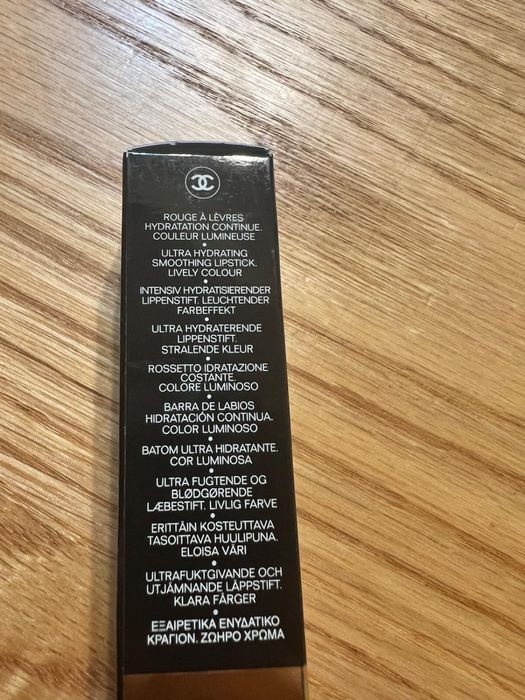 ROUGE À LÈVRES
HYDRATATION CONTINUE.
COULEUR LUMINEUSE
•
ULTRA HYDRATING
SMOOTHING LIPSTICK.
LIVELY COLOUR
•
INTENSIV HYDRATISIERENDER
LIPPENSTIFT. LEUCHTENDER
FARBEFFEKT
•
ULTRA HYDRATERENDE
LIPPENSTIFT.
STRALENDE KLEUR
•
ROSSETTO IDRATAZIONE
COSTANTE.
COLORE LUMINOSO
•
BARRA DE LABIOS
HIDRATACIÓN CONTINUA.
COLOR LUMINOSO
•
BATOM ULTRA HIDRATANTE.
COR LUMINOSA
•
ULTRA FUGTENDE OG
BLØDGØRENDE
LÆBESTIFT. LIVLIG FARVE
•
ERITTÄIN KOSTEUTTAVA
TASOITTAVA HUULIPUNA.
ELOISA VÄRI
•
ULTRAFUKTGIVANDE OCH
UTJÄMNANDE LÄPPSTIFT.
KLARA FÄRGER
•
ΕΞΑΙΡΕΤΙΚΑ ΕΝΥΔΑΤΙΚΟ
ΚΡΑΓΙΟΝ. ΖΩΗΡΟ ΧΡΩΜΑ